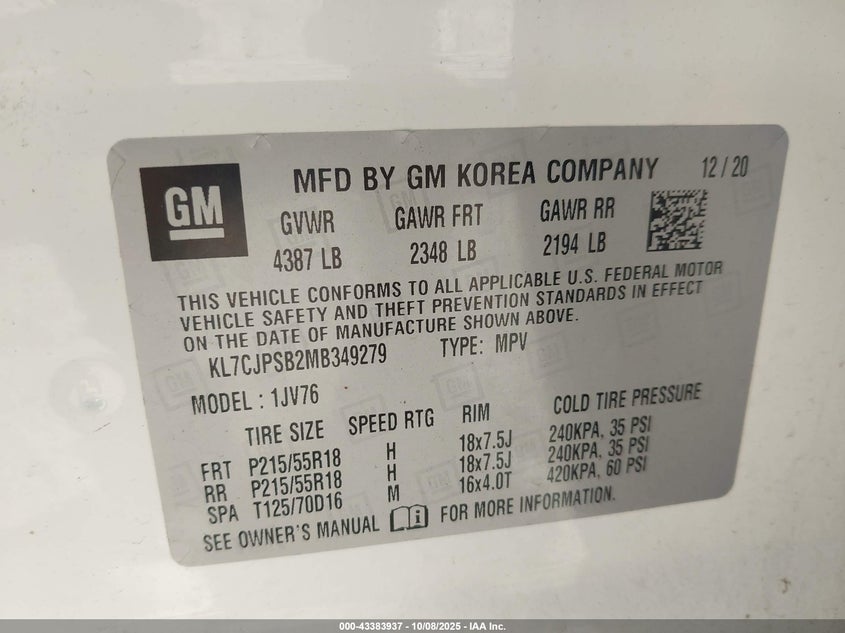 GM
MFD BY GM KOREA COMPANY 12/20
GVWR GAWR FRT GAWR RR
4387 LB 2348 LB 2194 LB
THIS VEHICLE CONFORMS TO ALL APPLICABLE U.S. FEDERAL MOTOR
VEHICLE SAFETY AND THEFT PREVENTION STANDARDS IN EFFECT
ON THE DATE OF MANUFACTURE SHOWN ABOVE.
KL7CJPSB2MB349279 TYPE: MPV
MODEL : 1JV76
TIRE SIZE SPEED RTG RIM COLD TIRE PRESSURE
FRT P215/55R18 H 18x7.5J 240KPA, 35 PSI
RR P215/55R18 H 18x7.5J 240KPA, 35 PSI
SPA T125/70D16 M 16x4.0T 420KPA, 60 PSI
SEE OWNER'S MANUAL FOR MORE INFORMATION.
000-43383937 - 10/08/2025 - IAA Inc.